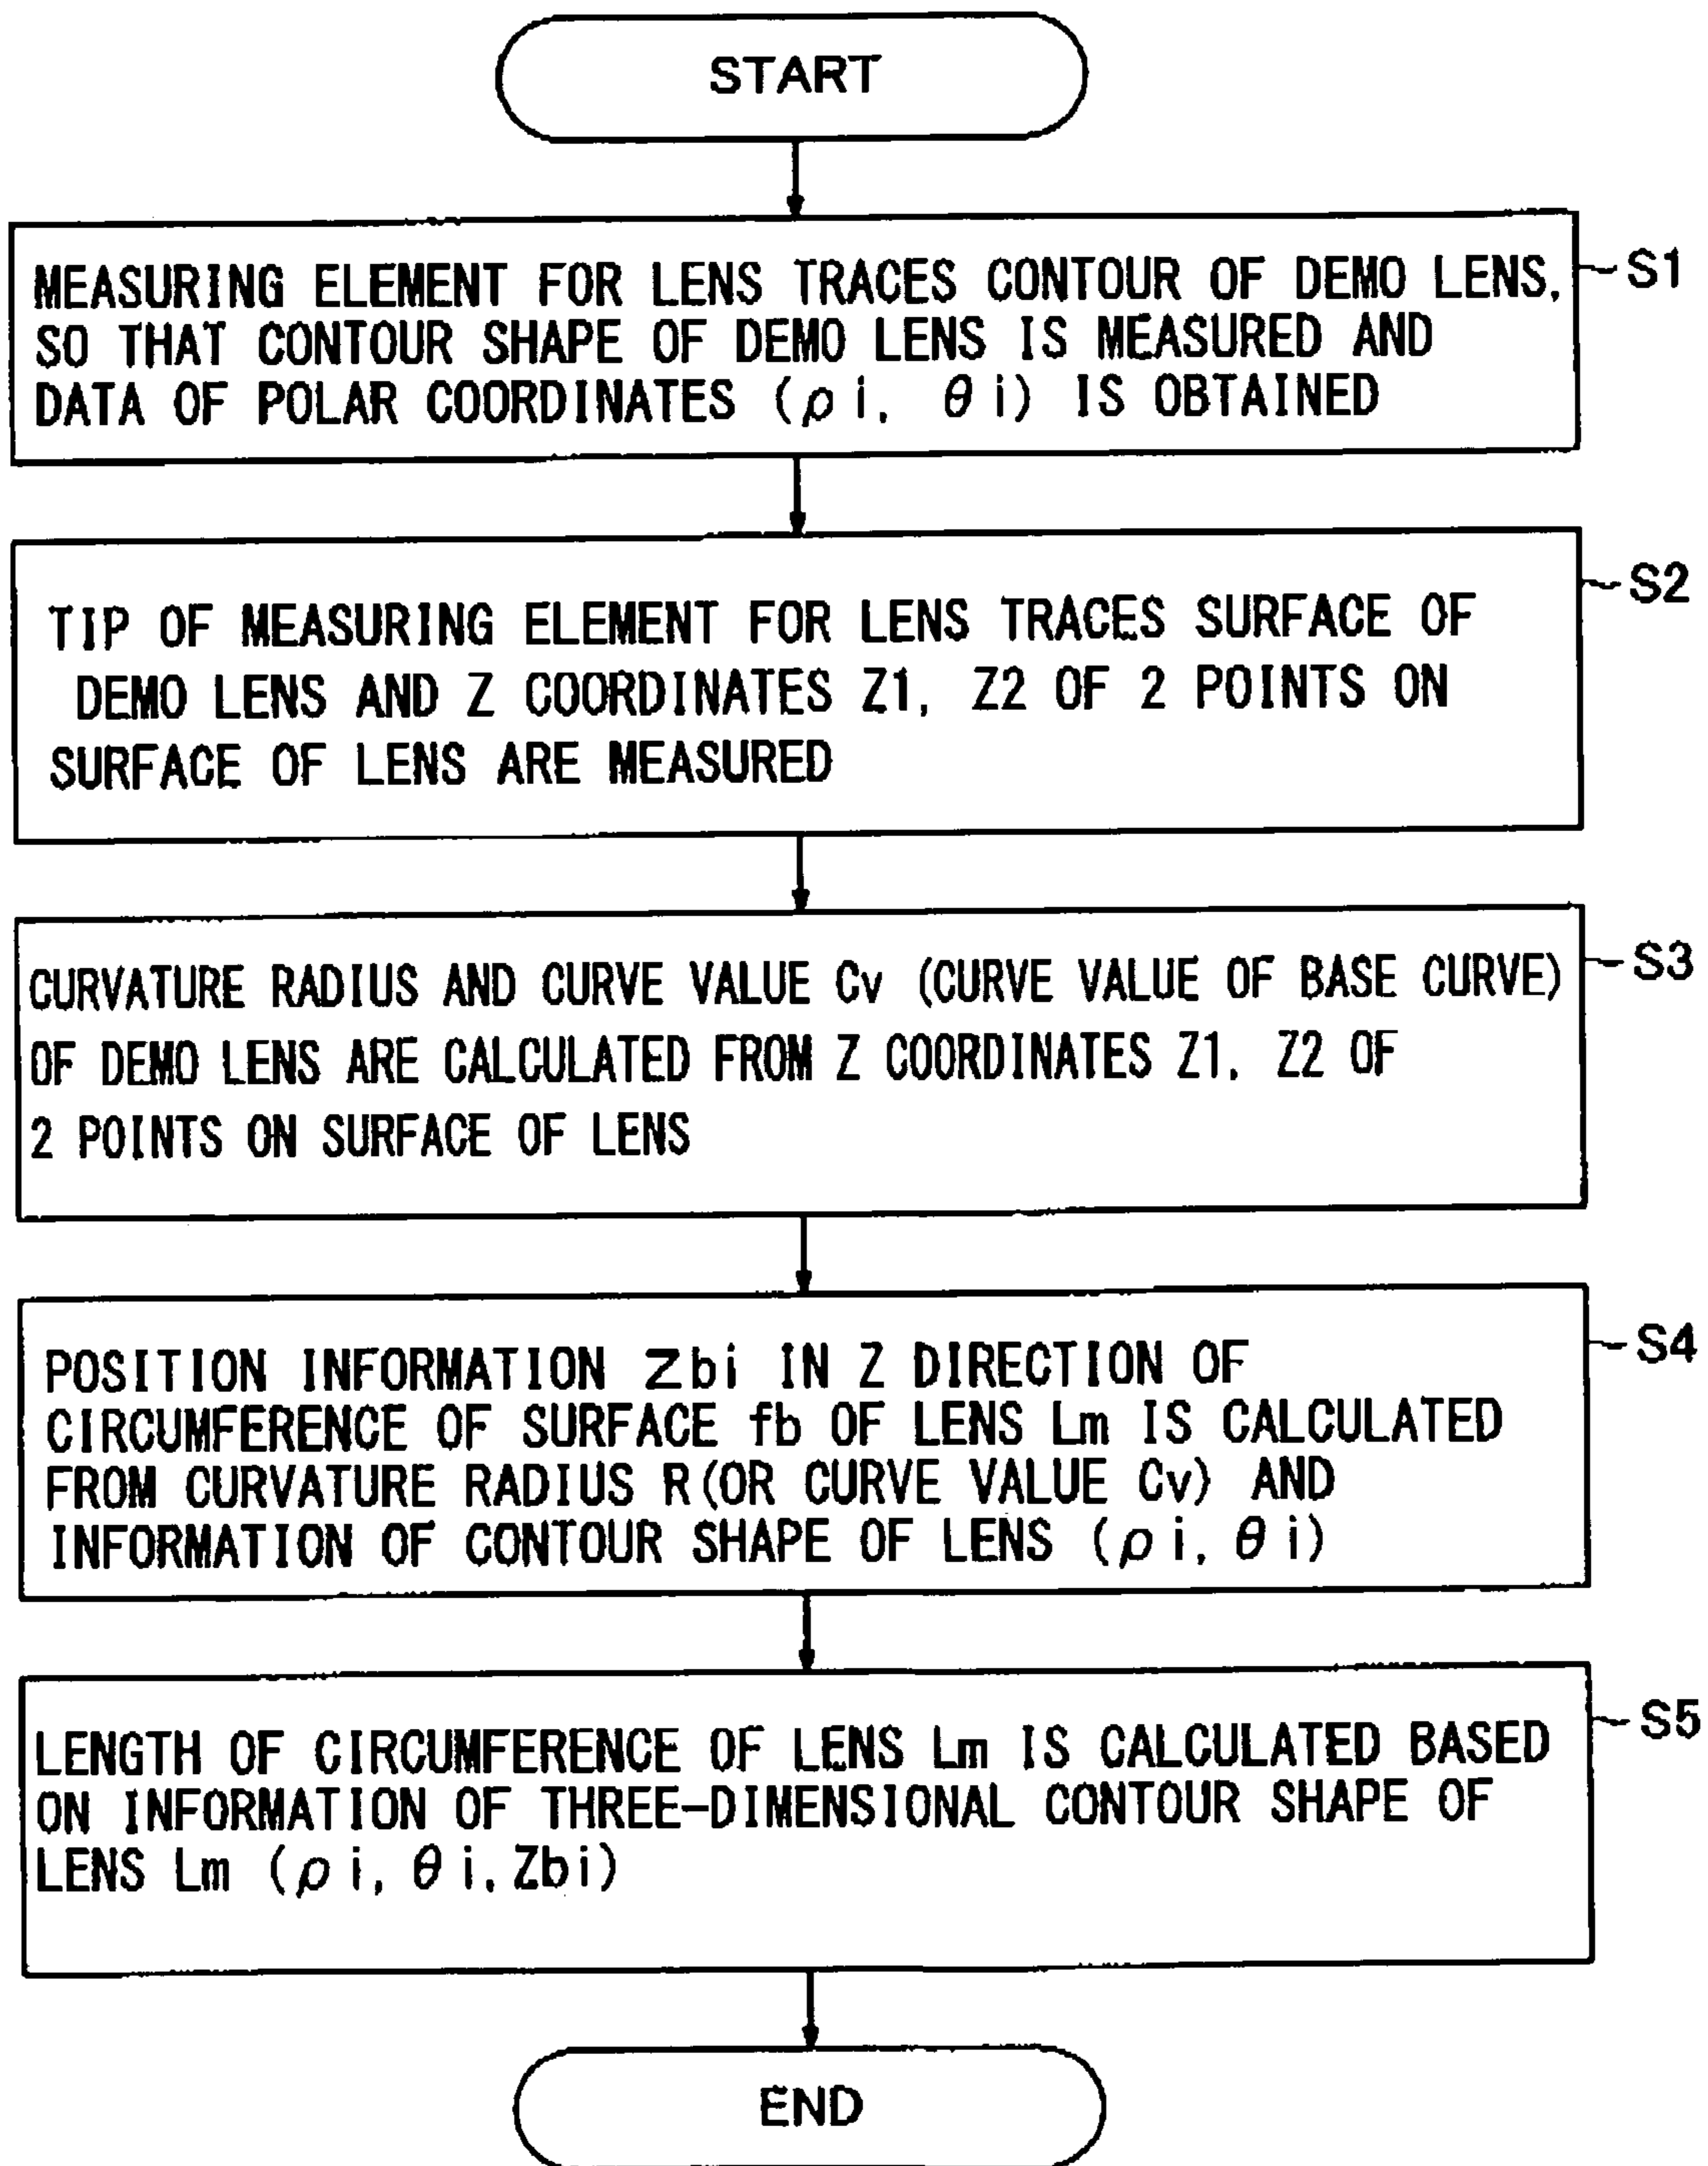 START
MEASURING ELEMENT FOR LENS TRACES CONTOUR OF DEMO LENS, S1
SO THAT CONTOUR SHAPE OF DEMO LENS IS MEASURED AND
DATA OF POLAR COORDINATES (ρi, θi) IS OBTAINED
S2
TIP OF MEASURING ELEMENT FOR LENS TRACES SURFACE OF
DEMO LENS AND Z COORDINATES Z1, Z2 OF 2 POINTS ON
SURFACE OF LENS ARE MEASURED
CURVATURE RADIUS AND CURVE VALUE Cv (CURVE VALUE OF BASE CURVE) S3
OF DEMO LENS ARE CALCULATED FROM Z COORDINATES Z1, Z2 OF
2 POINTS ON SURFACE OF LENS
S4
POSITION INFORMATION Zbi IN Z DIRECTION OF
CIRCUMFERENCE OF SURFACE fb OF LENS Lm IS CALCULATED
FROM CURVATURE RADIUS R(OR CURVE VALUE Cv) AND
INFORMATION OF CONTOUR SHAPE OF LENS (ρi, θi)
S5
LENGTH OF CIRCUMFERENCE OF LENS Lm IS CALCULATED BASED
ON INFORMATION OF THREE-DIMENSIONAL CONTOUR SHAPE OF
LENS Lm (ρi, θi, Zbi)
END